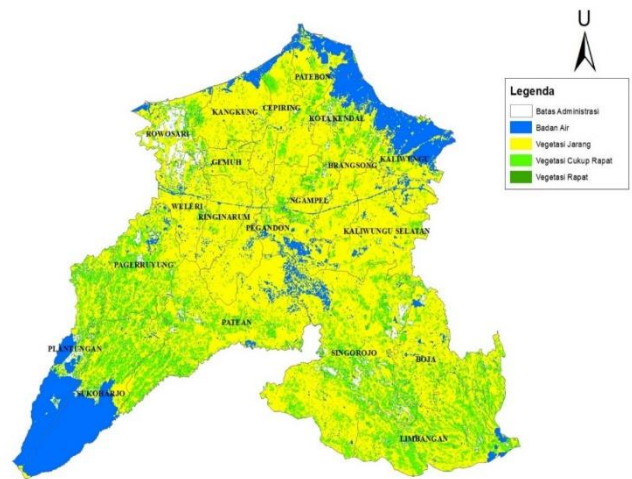 U
Legenda
Batas Administrasi
Badan Air
Vegetasi Jarang
Vegetasi Cukup Rapat
Vegetasi Rapat
PATEBON
CEPIRING
KANGKUNG
KOTA KENDAL
ROWOSARI
GEMUH
BRANGSONG
KALIWUNGU
NGAMPEL
WELERI
RINGINARUM
PEGANDON
KALIWUNGU SELATAN
PAGERRUYUNG
PATEAN
PLANTUNGAN
SINGOROJO
BOJA
SUKOHARJO
LIMBANGAN